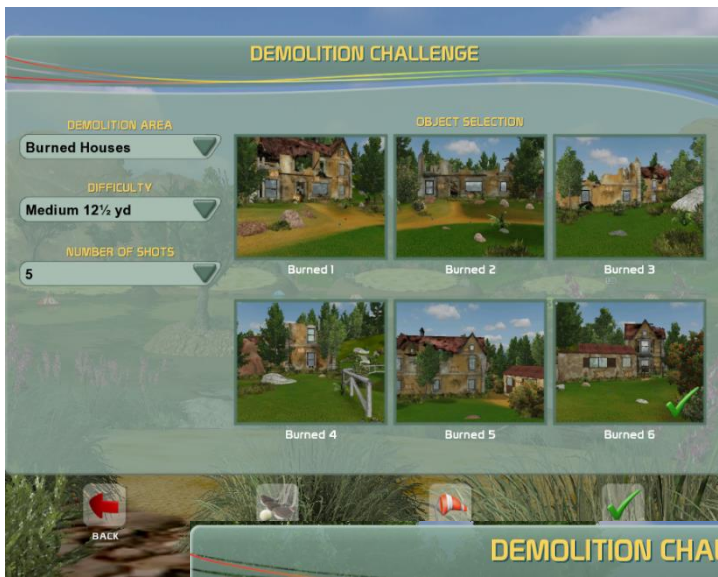 DEMOLITION CHALLENGE
DEMOLITION AREA
Burned Houses
DIFFICULTY
Medium 12½ yd
NUMBER OF SHOTS
5
OBJECT SELECTION
Burned 1
Burned 2
Burned 3
Burned 4
Burned 5
Burned 6
BACK
DEMOLITION CHA